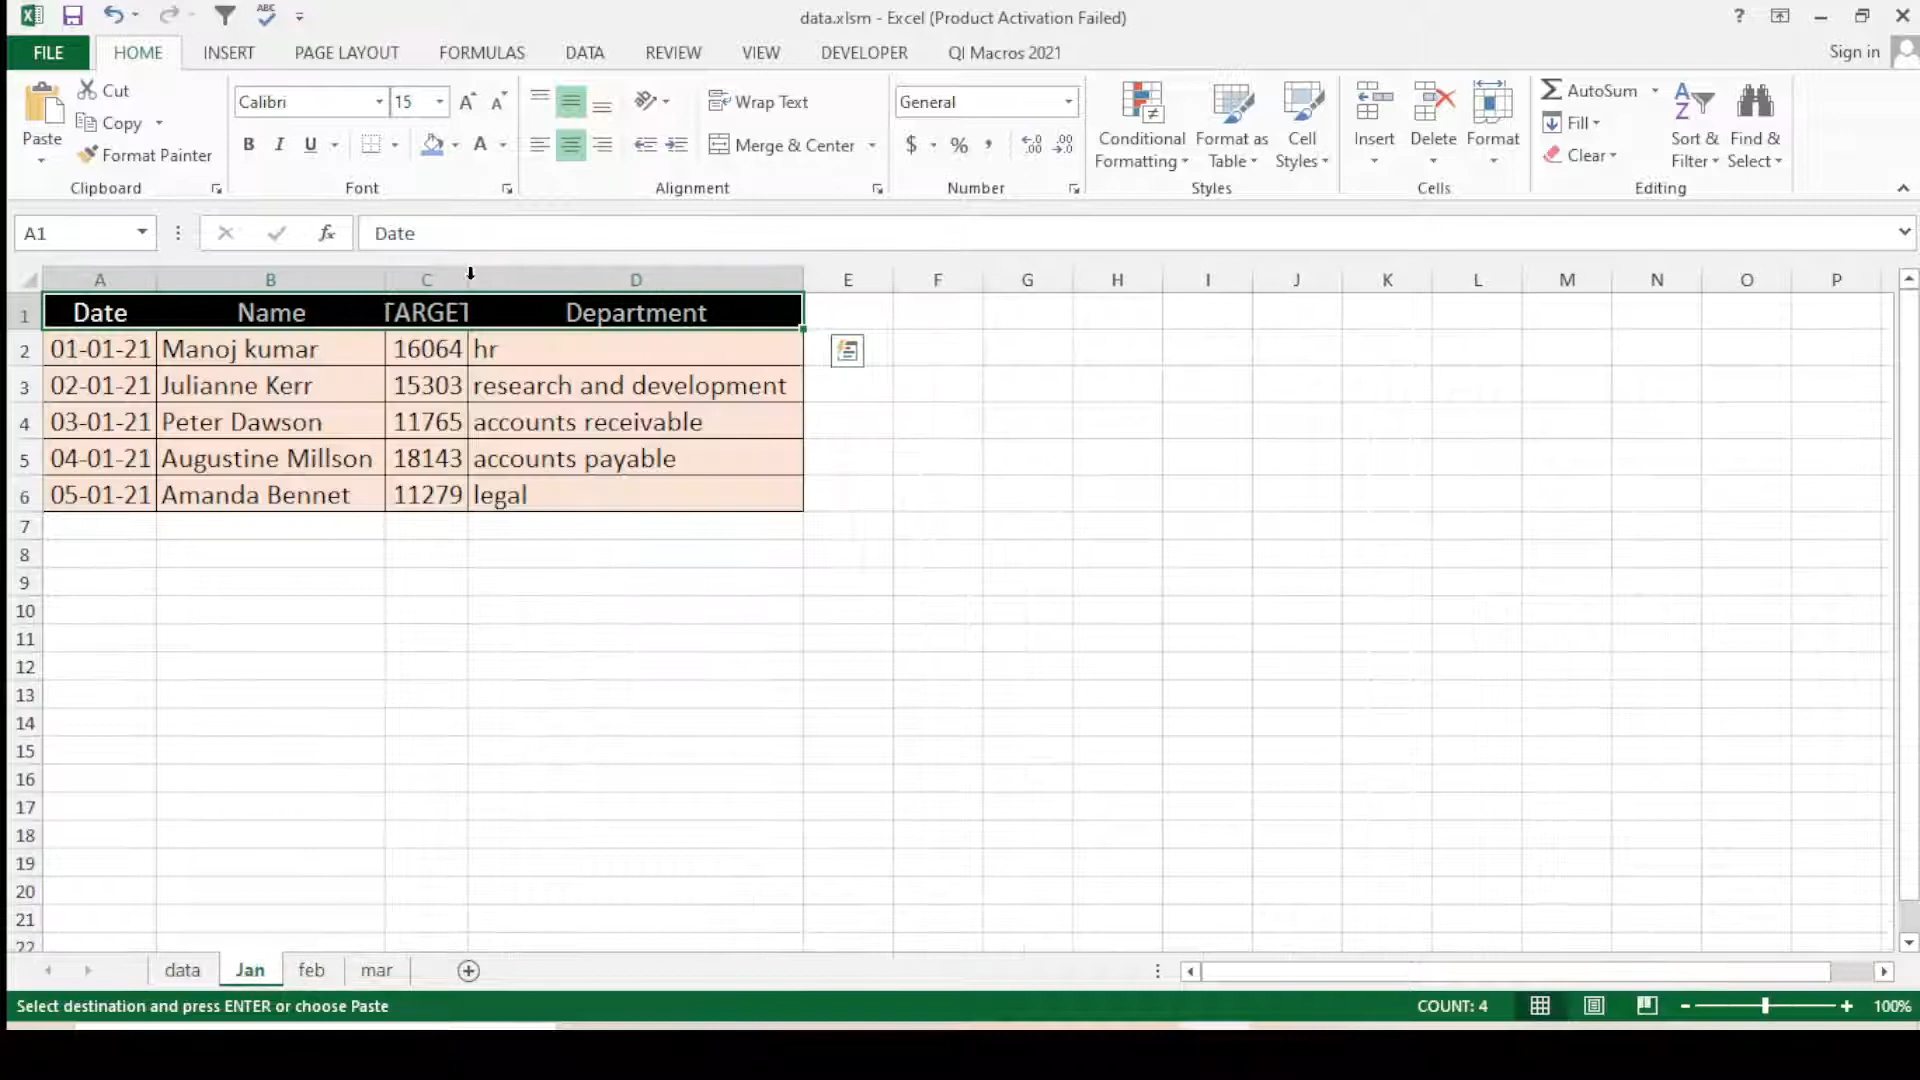 ABC
data.xlsm - Excel (Product Activation Failed)
?
FILE HOME INSERT PAGE LAYOUT FORMULAS DATA REVIEW VIEW DEVELOPER QI Macros 2021 Sign in
Paste
Cut
Copy
Format Painter
Clipboard
Calibri 15
B I U A
Font
Wrap Text
Merge & Center
Alignment
General
$ % ,
Number
Conditional Formatting
Format as Table
Cell Styles
Styles
Insert
Delete
Format
Cells
AutoSum
Fill
Clear
Sort & Filter
Find & Select
Editing
A1 fx Date
A B C D E F G H I J K L M N O P
1 Date Name TARGET Department
2 01-01-21 Manoj kumar 16064 hr
3 02-01-21 Julianne Kerr 15303 research and development
4 03-01-21 Peter Dawson 11765 accounts receivable
5 04-01-21 Augustine Millson 18143 accounts payable
6 05-01-21 Amanda Bennet 11279 legal
7
8
9
10
11
12
13
14
15
16
17
18
19
20
21
22
data Jan feb mar
Select destination and press ENTER or choose Paste COUNT: 4 100%